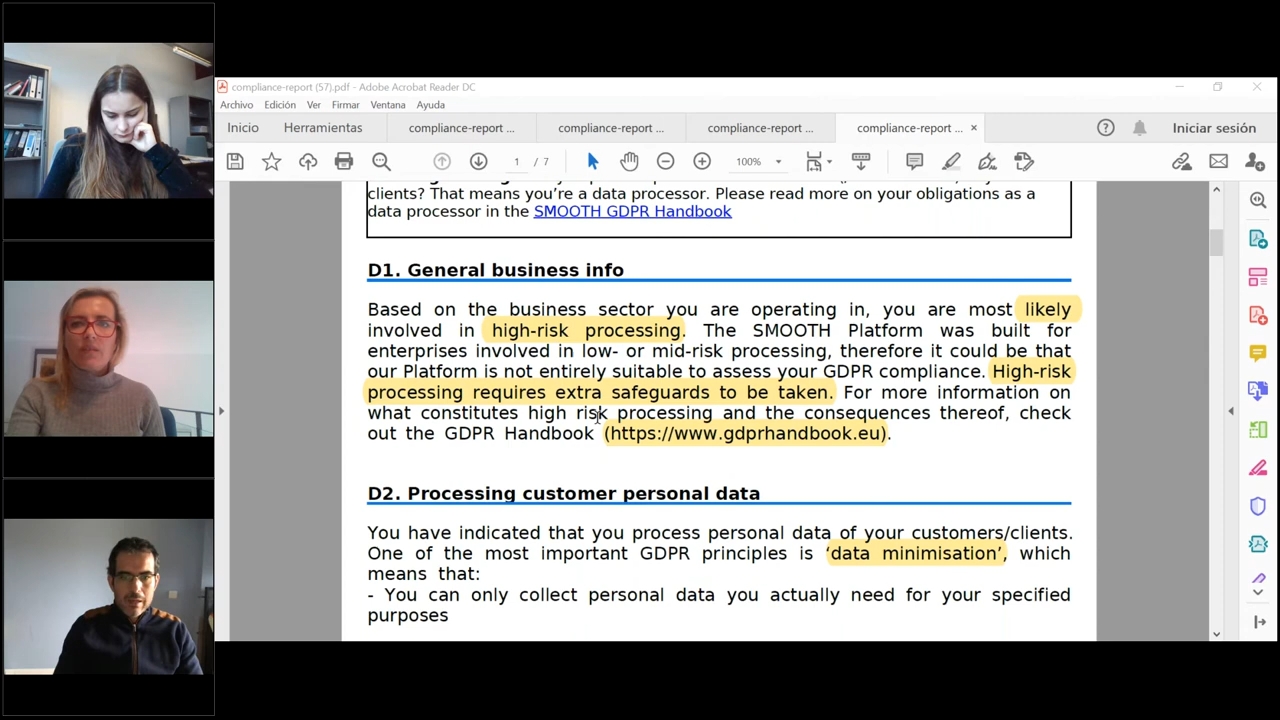 compliance-report (57).pdf - Adobe Acrobat Reader DC
Archivo Edición Ver Firmar Ventana Ayuda
Inicio Herramientas compliance-report ... compliance-report ... compliance-report ... compliance-report ... × Iniciar sesión
1 / 7 100%
clients? That means you're a data processor. Please read more on your obligations as a
data processor in the SMOOTH GDPR Handbook
D1. General business info
Based on the business sector you are operating in, you are most likely
involved in high-risk processing. The SMOOTH Platform was built for
enterprises involved in low- or mid-risk processing, therefore it could be that
our Platform is not entirely suitable to assess your GDPR compliance. High-risk
processing requires extra safeguards to be taken. For more information on
what constitutes high risk processing and the consequences thereof, check
out the GDPR Handbook (https://www.gdprhandbook.eu).
D2. Processing customer personal data
You have indicated that you process personal data of your customers/clients.
One of the most important GDPR principles is ‘data minimisation’, which
means that:
- You can only collect personal data you actually need for your specified
purposes